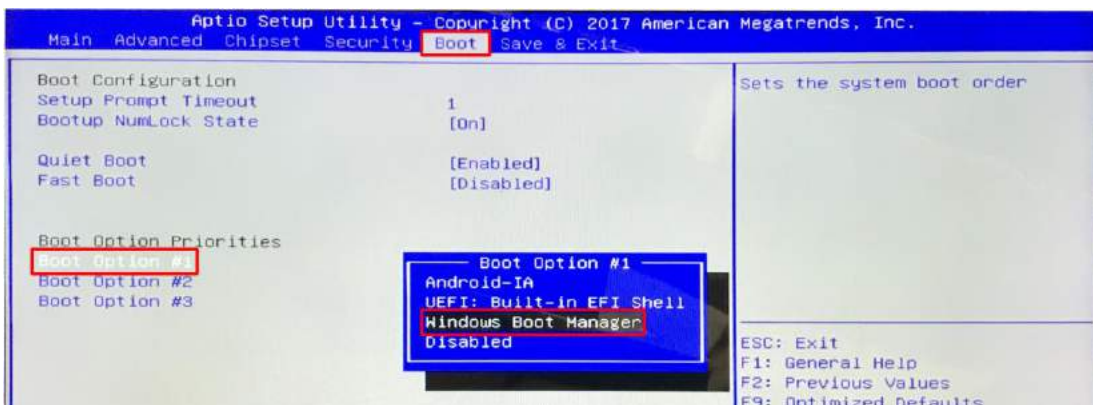 Aptio Setup Utility – Copyright (C) 2017 American Megatrends, Inc.
Main Advanced Chipset Security Boot Save & Exit
Boot Configuration
Setup Prompt Timeout 1
Bootup NumLock State [On]
Quiet Boot [Enabled]
Fast Boot [Disabled]
Boot Option Priorities
Boot Option #1
Boot Option #2
Boot Option #3
Boot Option #1
Android-IA
UEFI: Built-in EFI Shell
Windows Boot Manager
Disabled
Sets the system boot order
ESC: Exit
F1: General Help
F2: Previous Values
F9: Optimized Defaults